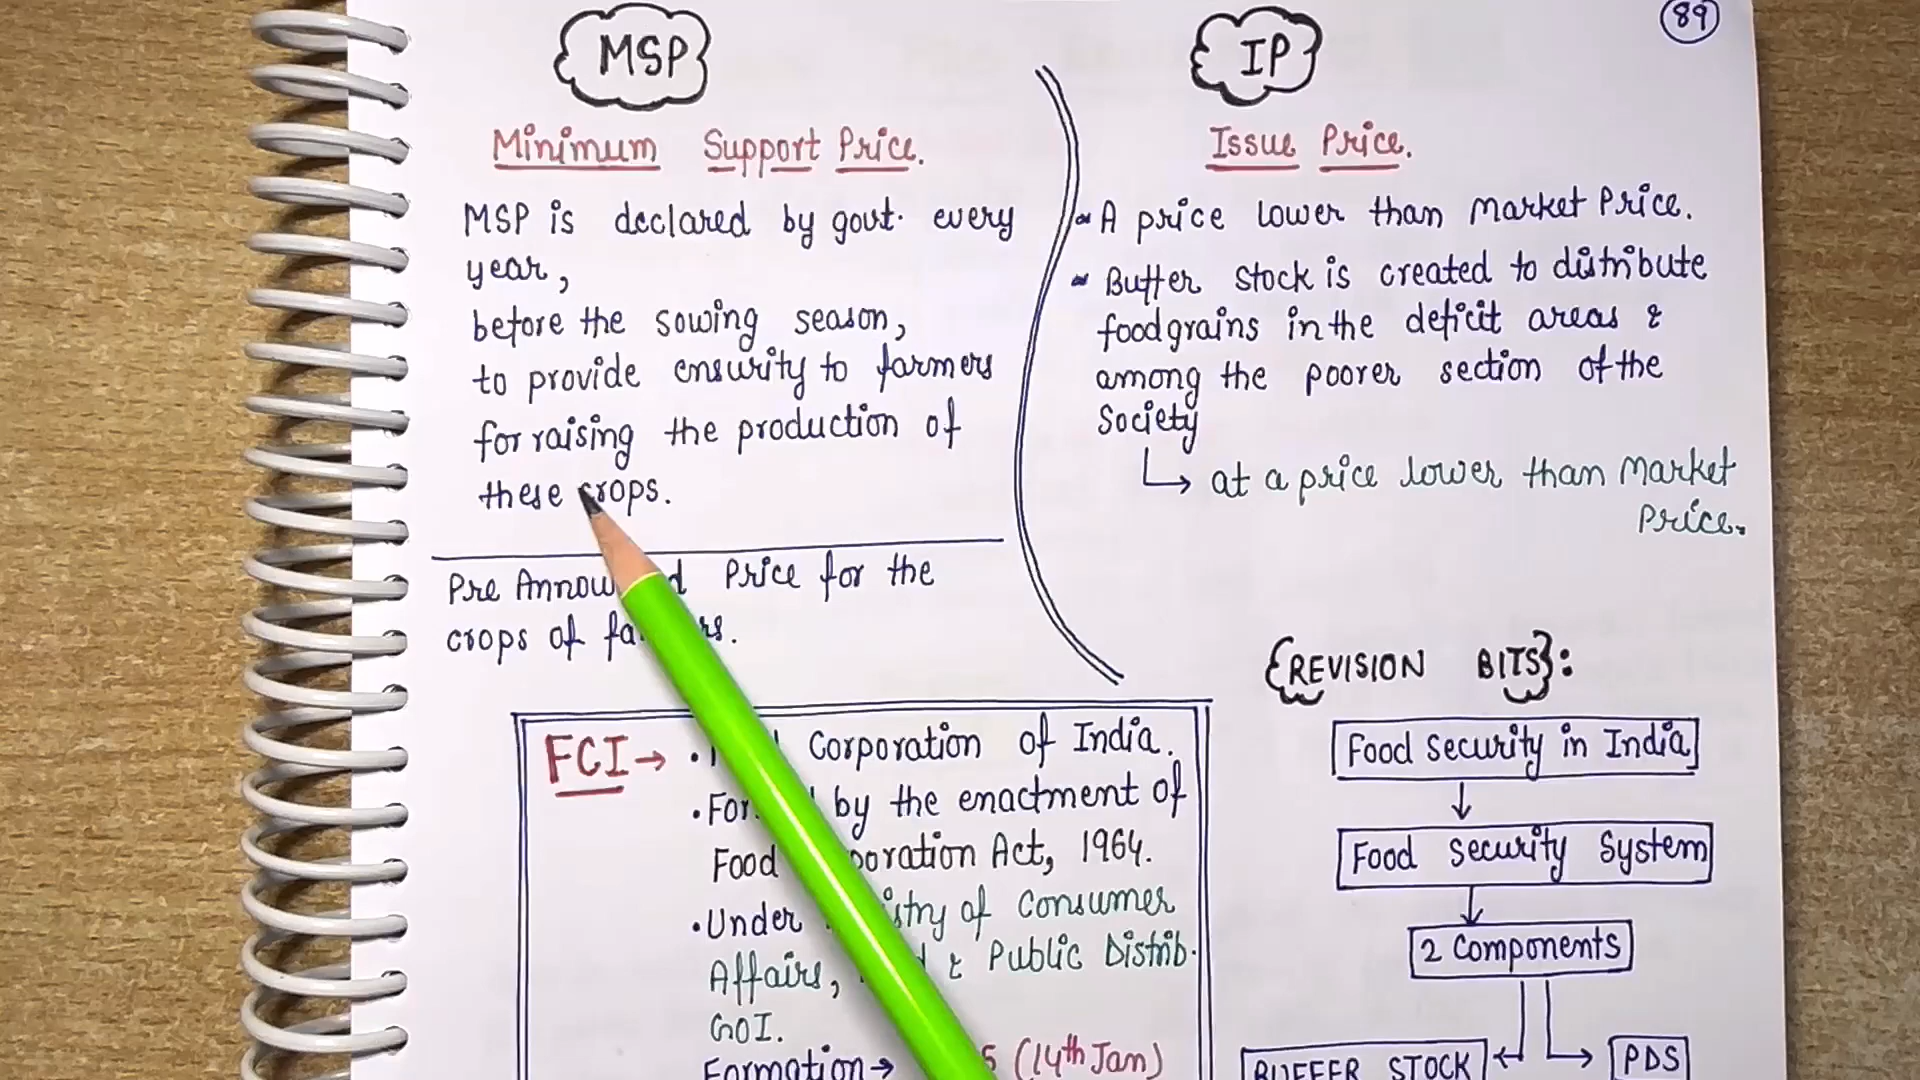 89
MSP
Minimum Support Price.
MSP is declared by govt. every
year,
before the sowing season,
to provide ensurity to farmers
for raising the production of
these crops.
Pre Price for the
crops of
IP
Issue Price.
~ A price lower than market Price.
~ Buffer stock is created to distribute
foodgrains in the deficit areas &
among the poorer section of the
Society
↳ at a price lower than Market
Price.
FCI → • Corporation of India.
• by the enactment of
Food Act, 1964.
• Under of Consumer
Affairs, & Public Distrib.
GOI.
Formation → (14th Jan)
{REVISION BITS}:
Food Security in India
↓
Food Security System
↓
2 Components
BUFFER STOCK ← → PDS